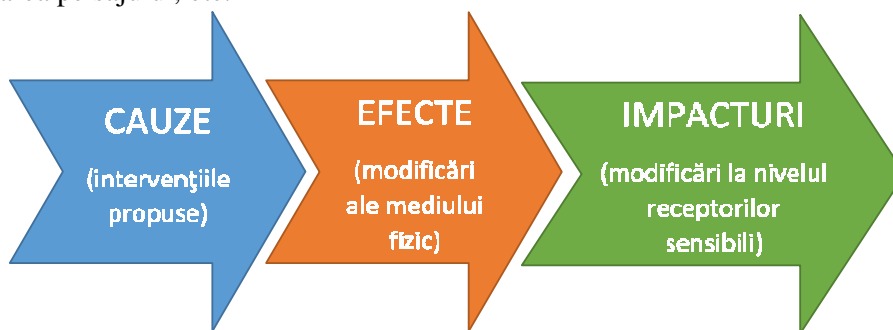 CAUZE
(intervenţiile
propuse)
EFECTE
(modificări
ale mediului
fizic)
IMPACTURI
(modificări la nivelul
receptorilor
sensibili)